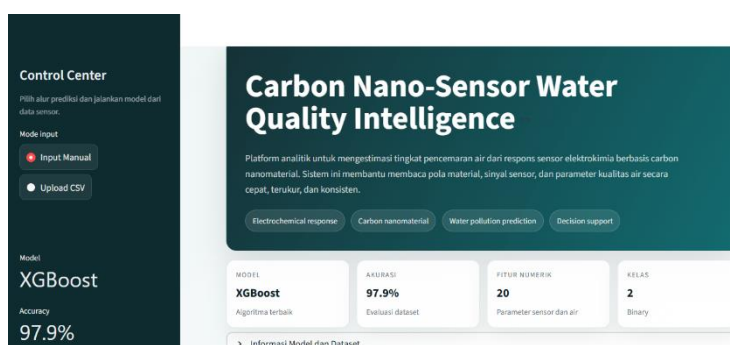 Control Center
Pilih alur prediksi dan jalankan model dari
data sensor.
Mode input
Input Manual
Upload CSV
Model
XGBoost
Accuracy
97.9%
Carbon Nano-Sensor Water
Quality Intelligence
Platform analitik untuk mengestimasi tingkat pencemaran air dari respons sensor elektrokimia berbasis carbon
nanomaterial. Sistem ini membantu membaca pola material, sinyal sensor, dan parameter kualitas air secara
cepat, terukur, dan konsisten.
Electrochemical response
Carbon nanomaterial
Water pollution prediction
Decision support
MODEL
XGBoost
Algoritma terbaik
AKURASI
97.9%
Evaluasi dataset
FITUR NUMERIK
20
Parameter sensor dan air
KELAS
2
Binary
> Informasi Model dan Dataset